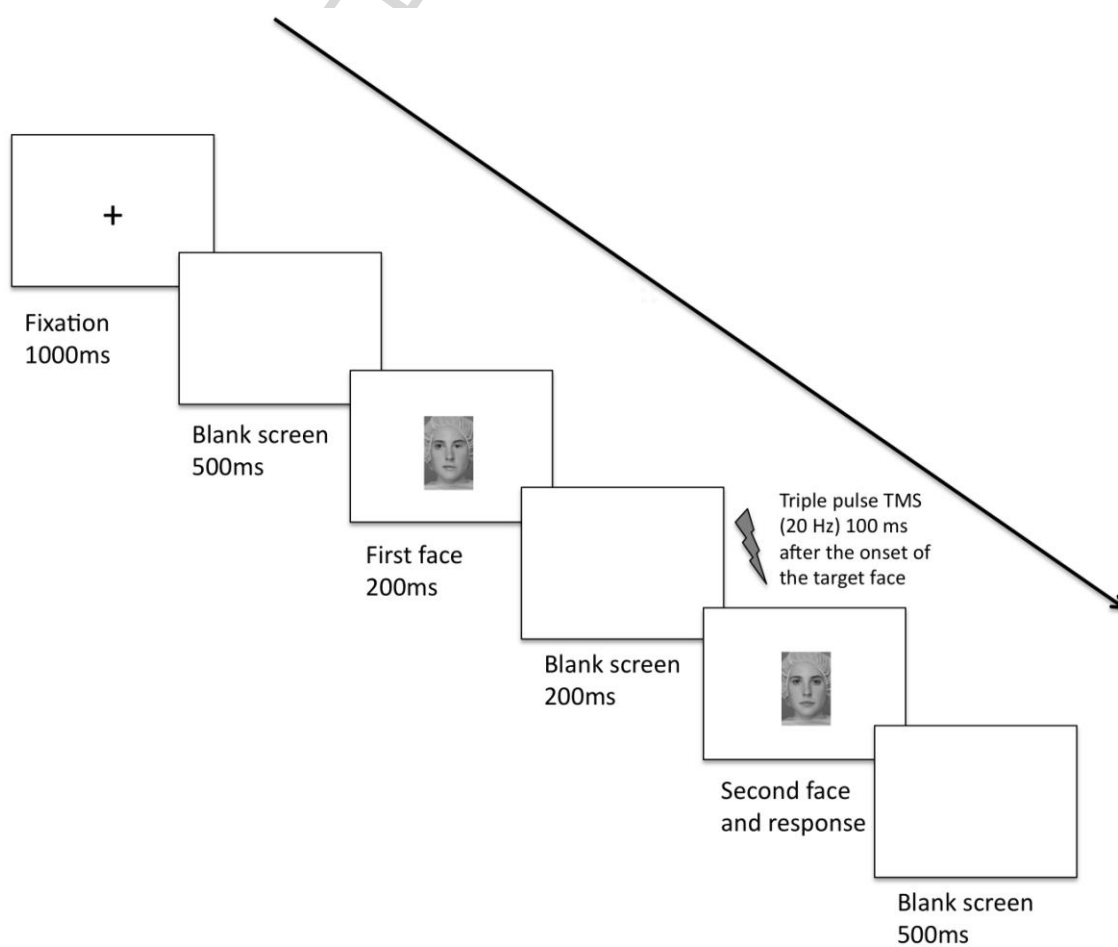 +
Fixation
1000ms
Blank screen
500ms
First face
200ms
Blank screen
200ms
Triple pulse TMS
(20 Hz) 100 ms
after the onset of
the target face
Second face
and response
Blank screen
500ms